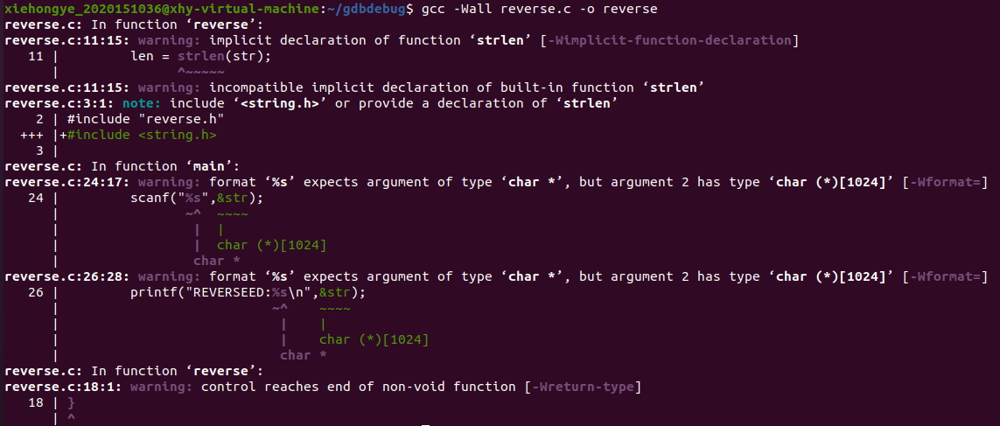 xiehongye_2020151036@xhy-virtual-machine:~/gdbdebug$ gcc -Wall reverse.c -o reverse
reverse.c: In function ‘reverse’:
reverse.c:11:15: warning: implicit declaration of function ‘strlen’ [-Wimplicit-function-declaration]
   11 |         len = strlen(str);
      |               ^~~~~~
reverse.c:11:15: warning: incompatible implicit declaration of built-in function ‘strlen’
reverse.c:3:1: note: include ‘<string.h>’ or provide a declaration of ‘strlen’
    2 | #include "reverse.h"
  +++ |+#include <string.h>
    3 |
reverse.c: In function ‘main’:
reverse.c:24:17: warning: format ‘%s’ expects argument of type ‘char *’, but argument 2 has type ‘char (*)[1024]’ [-Wformat=]
   24 |         scanf("%s",&str);
      |                ~^  ~~~~
      |                 |  |
      |                 |  char (*)[1024]
      |                 char *
reverse.c:26:28: warning: format ‘%s’ expects argument of type ‘char *’, but argument 2 has type ‘char (*)[1024]’ [-Wformat=]
   26 |         printf("REVERSEED:%s\n",&str);
      |                           ~^    ~~~~
      |                            |    |
      |                            |    char (*)[1024]
      |                            char *
reverse.c: In function ‘reverse’:
reverse.c:18:1: warning: control reaches end of non-void function [-Wreturn-type]
   18 | }
      | ^